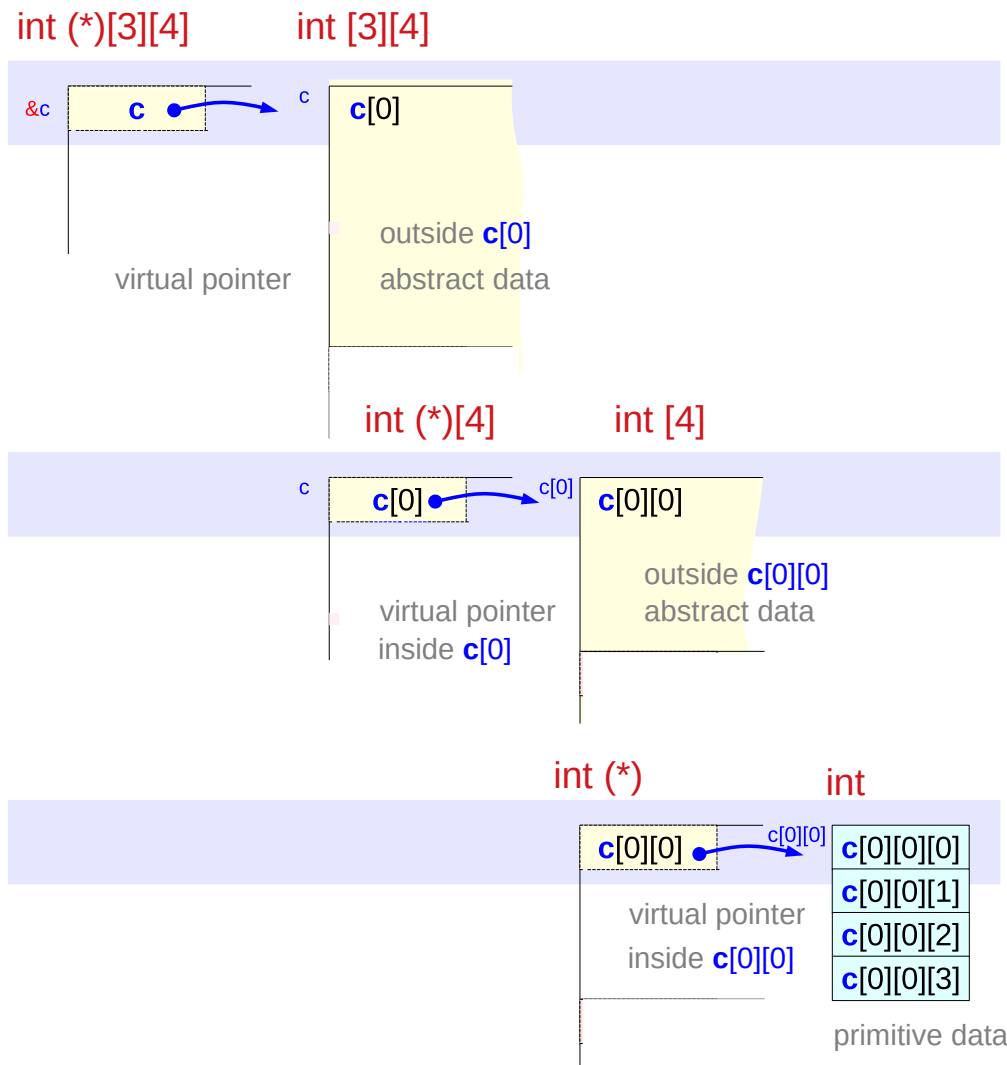 int (*)[3][4] int [3][4]
&c c c c[0]
outside c[0]
virtual pointer abstract data
int (*)[4] int [4]
c c[0] c[0] c[0][0]
outside c[0][0]
virtual pointer abstract data
inside c[0]
int (*) int
c[0][0] c[0][0] c[0][0][0]
c[0][0][1]
virtual pointer
c[0][0][2]
inside c[0][0]
c[0][0][3]
primitive data